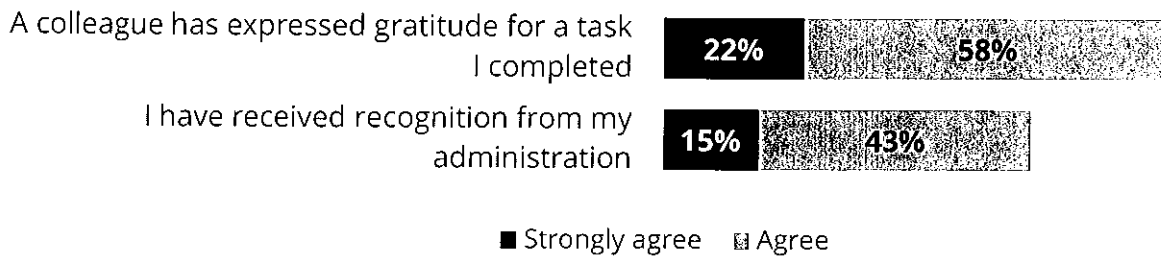 A colleague has expressed gratitude for a task
I completed
22% 58%
I have received recognition from my
administration
15% 43%
Strongly agree Agree